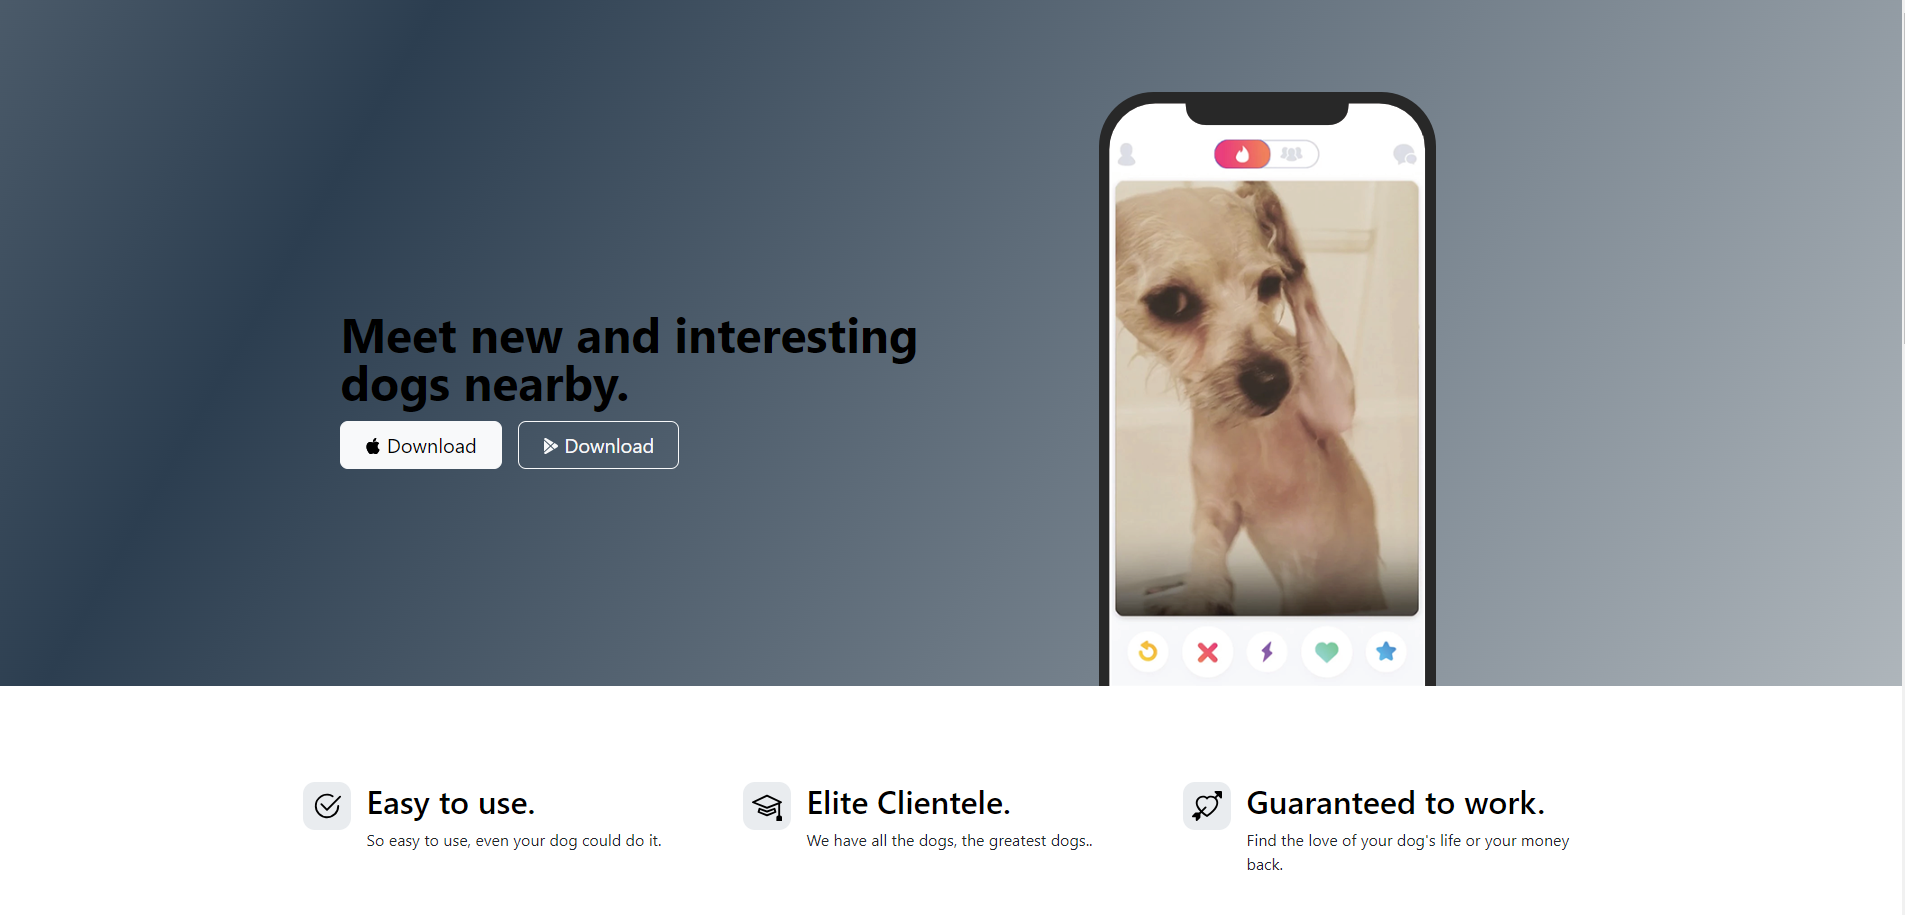 Meet new and interesting
dogs nearby.
Download
Download
Easy to use.
So easy to use, even your dog could do it.
Elite Clientele.
We have all the dogs, the greatest dogs..
Guaranteed to work.
Find the love of your dog's life or your money
back.